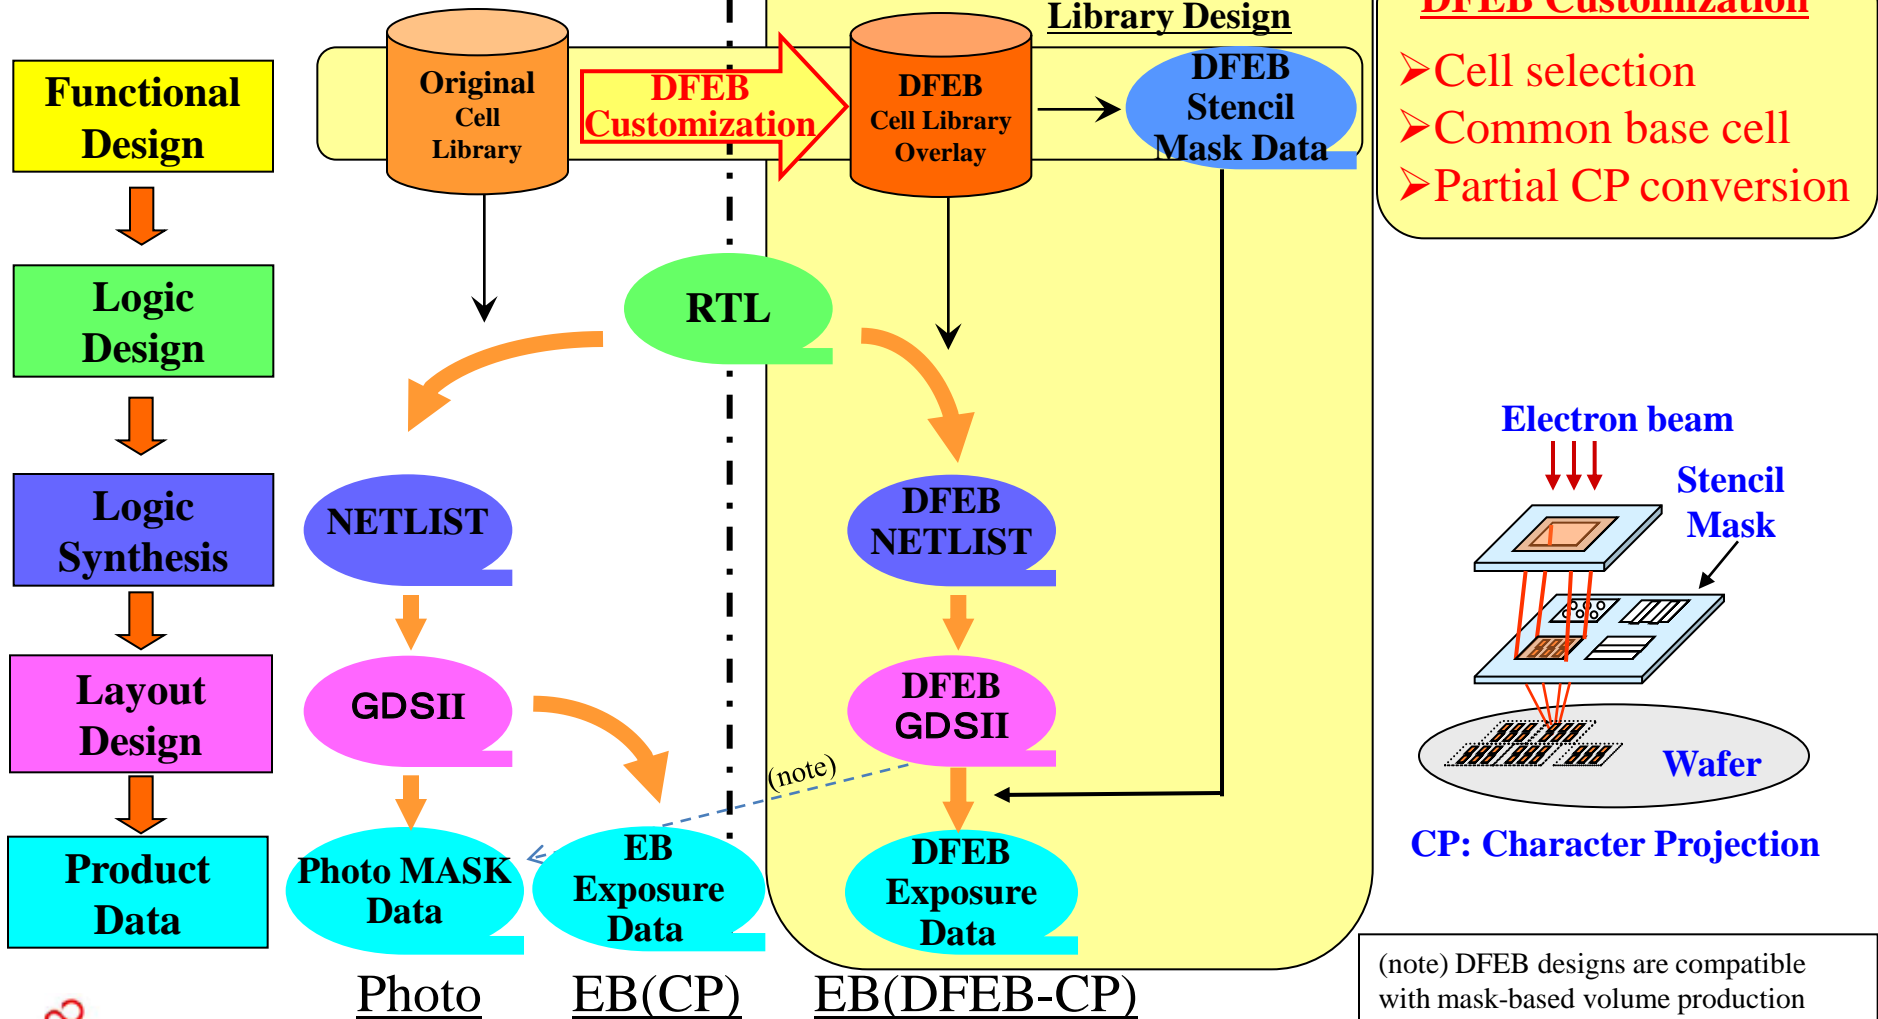 Library Design
DFEB Customization
➢Cell selection
➢Common base cell
➢Partial CP conversion
Functional
Design
Original
Cell
Library
DFEB
Customization
DFEB
Cell Library
Overlay
DFEB
Stencil
Mask Data
Logic
Design
RTL
Electron beam
Stencil
Mask
Logic
Synthesis
NETLIST
DFEB
NETLIST
Layout
Design
GDSII
DFEB
GDSII
(note)
Wafer
CP: Character Projection
Product
Data
Photo MASK
Data
EB
Exposure
Data
DFEB
Exposure
Data
Photo
EB(CP)
EB(DFEB-CP)
(note) DFEB designs are compatible
with mask-based volume production